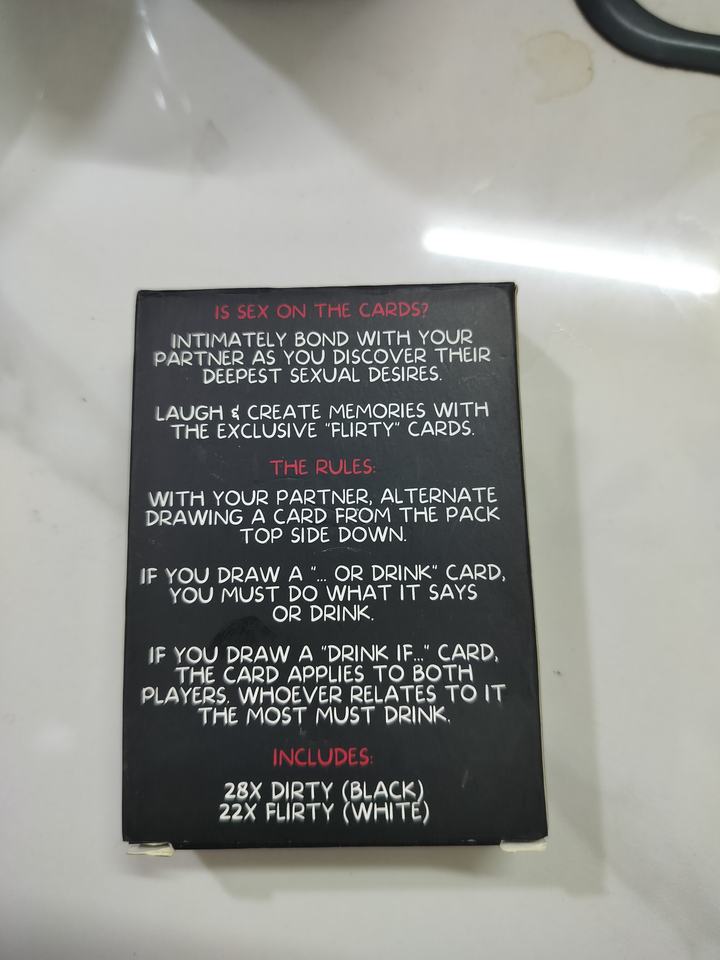 IS SEX ON THE CARDS?
INTIMATELY BOND WITH YOUR
PARTNER AS YOU DISCOVER THEIR
DEEPEST SEXUAL DESIRES.
LAUGH & CREATE MEMORIES WITH
THE EXCLUSIVE "FLIRTY" CARDS.
THE RULES:
WITH YOUR PARTNER, ALTERNATE
DRAWING A CARD FROM THE PACK
TOP SIDE DOWN.
IF YOU DRAW A "... OR DRINK" CARD,
YOU MUST DO WHAT IT SAYS
OR DRINK.
IF YOU DRAW A "DRINK IF..." CARD,
THE CARD APPLIES TO BOTH
PLAYERS. WHOEVER RELATES TO IT
THE MOST MUST DRINK.
INCLUDES:
28X DIRTY (BLACK)
22X FLIRTY (WHITE)